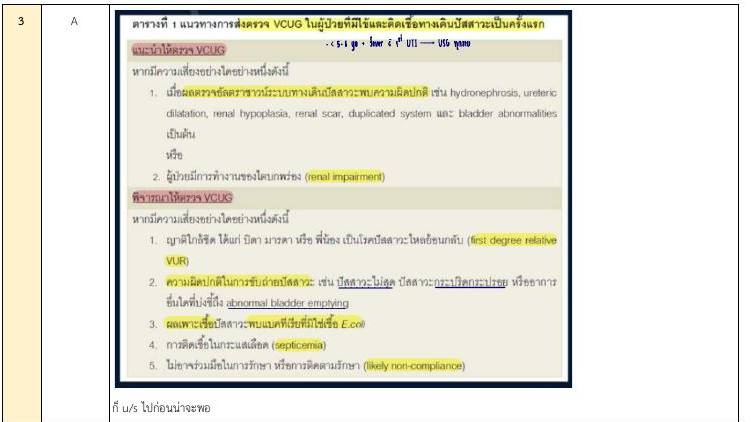 3
A
ตารางที่ 1 แนวทางการส่งตรวจ VCUG ในผู้ป่วยที่มีไข้และติดเชื้อทางเดินปัสสาวะเป็นครั้งแรก
UTI → USG ทุกราย
แนะนำให้ตรวจ VCUG
หากมีความเสี่ยงอย่างใดอย่างหนึ่งดังนี้
1. เมื่อผลตรวจอัลตราซาวน์ระบบทางเดินปัสสาวะพบความผิดปกติ เช่น hydronephrosis, ureteric
dilatation, renal hypoplasia, renal scar, duplicated system และ bladder abnormalities
เป็นต้น
หรือ
2. ผู้ป่วยมีการทำงานของไตบกพร่อง (renal impairment)
พิจารณาให้ตรวจ VCUG
หากมีความเสี่ยงอย่างใดอย่างหนึ่งดังนี้
1. ญาติใกล้ชิด ได้แก่ บิดา มารดา หรือ พี่น้อง เป็นโรคปัสสาวะไหลย้อนกลับ (first degree relative
VUR)
2. ความผิดปกติในการขับถ่ายปัสสาวะ เช่น ปัสสาวะไม่สุด ปัสสาวะกระปริดกระปรอย หรืออาการ
อื่นใดที่บ่งชี้ถึง abnormal bladder emptying
3. ผลเพาะเชื้อปัสสาวะพบแบคทีเรียที่มิใช่เชื้อ E.coli
4. การติดเชื้อในกระแสเลือด (septicemia)
5. ไม่อาจร่วมมือในการรักษา หรือการติดตามรักษา (likely non-compliance)
ก็ u/s ไปก่อนน่าจะพอ